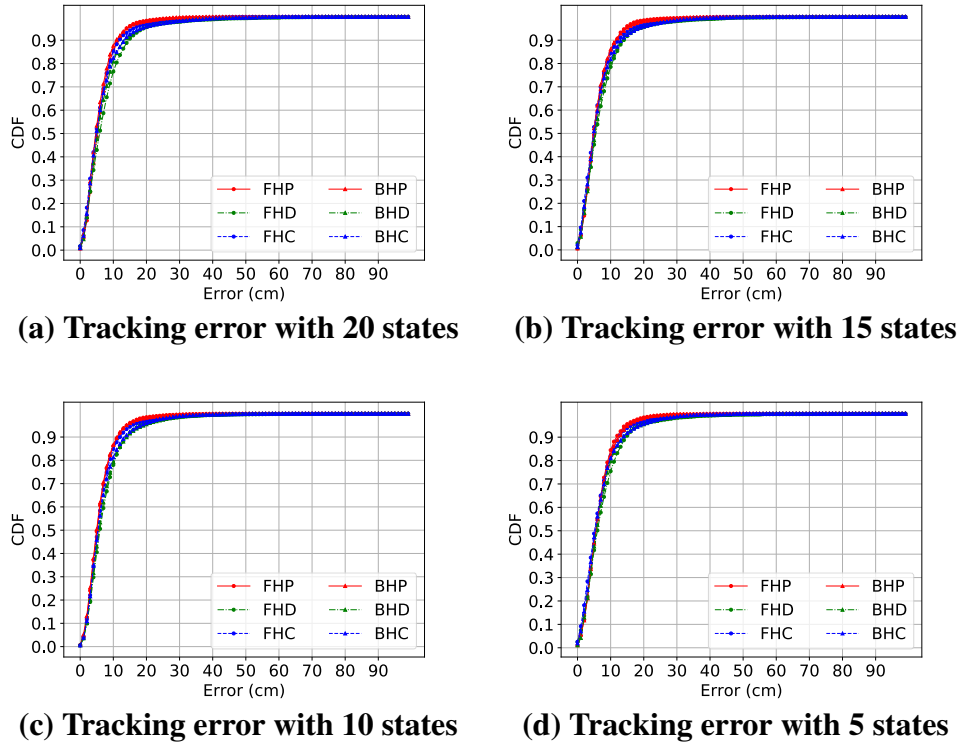 CDF
0.9
0.8
0.7
0.6
0.5
0.4
0.3
0.2
0.1
0.0
FHP BHP
FHD BHD
FHC BHC
0 10 20 30 40 50 60 70 80 90
Error (cm)
(a) Tracking error with 20 states
CDF
0.9
0.8
0.7
0.6
0.5
0.4
0.3
0.2
0.1
0.0
FHP BHP
FHD BHD
FHC BHC
0 10 20 30 40 50 60 70 80 90
Error (cm)
(b) Tracking error with 15 states
CDF
0.9
0.8
0.7
0.6
0.5
0.4
0.3
0.2
0.1
0.0
FHP BHP
FHD BHD
FHC BHC
0 10 20 30 40 50 60 70 80 90
Error (cm)
(c) Tracking error with 10 states
CDF
0.9
0.8
0.7
0.6
0.5
0.4
0.3
0.2
0.1
0.0
FHP BHP
FHD BHD
FHC BHC
0 10 20 30 40 50 60 70 80 90
Error (cm)
(d) Tracking error with 5 states